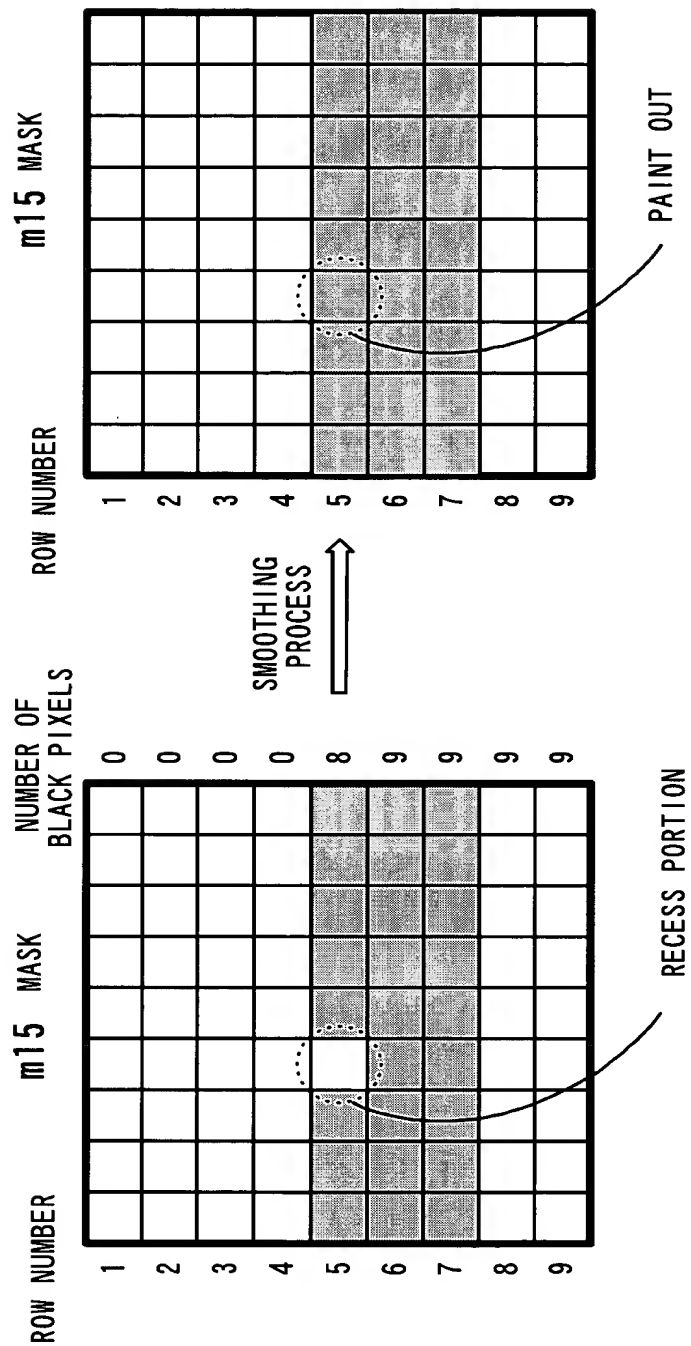 ROW NUMBER
m15 MASK
NUMBER OF
BLACK PIXELS
1 0
2 0
3 0
4 0
5 8
6 9
7 9
8 9
9 9
RECESS PORTION
SMOOTHING
PROCESS
ROW NUMBER
m15 MASK
1
2
3
4
5
6
7
8
9
PAINT OUT